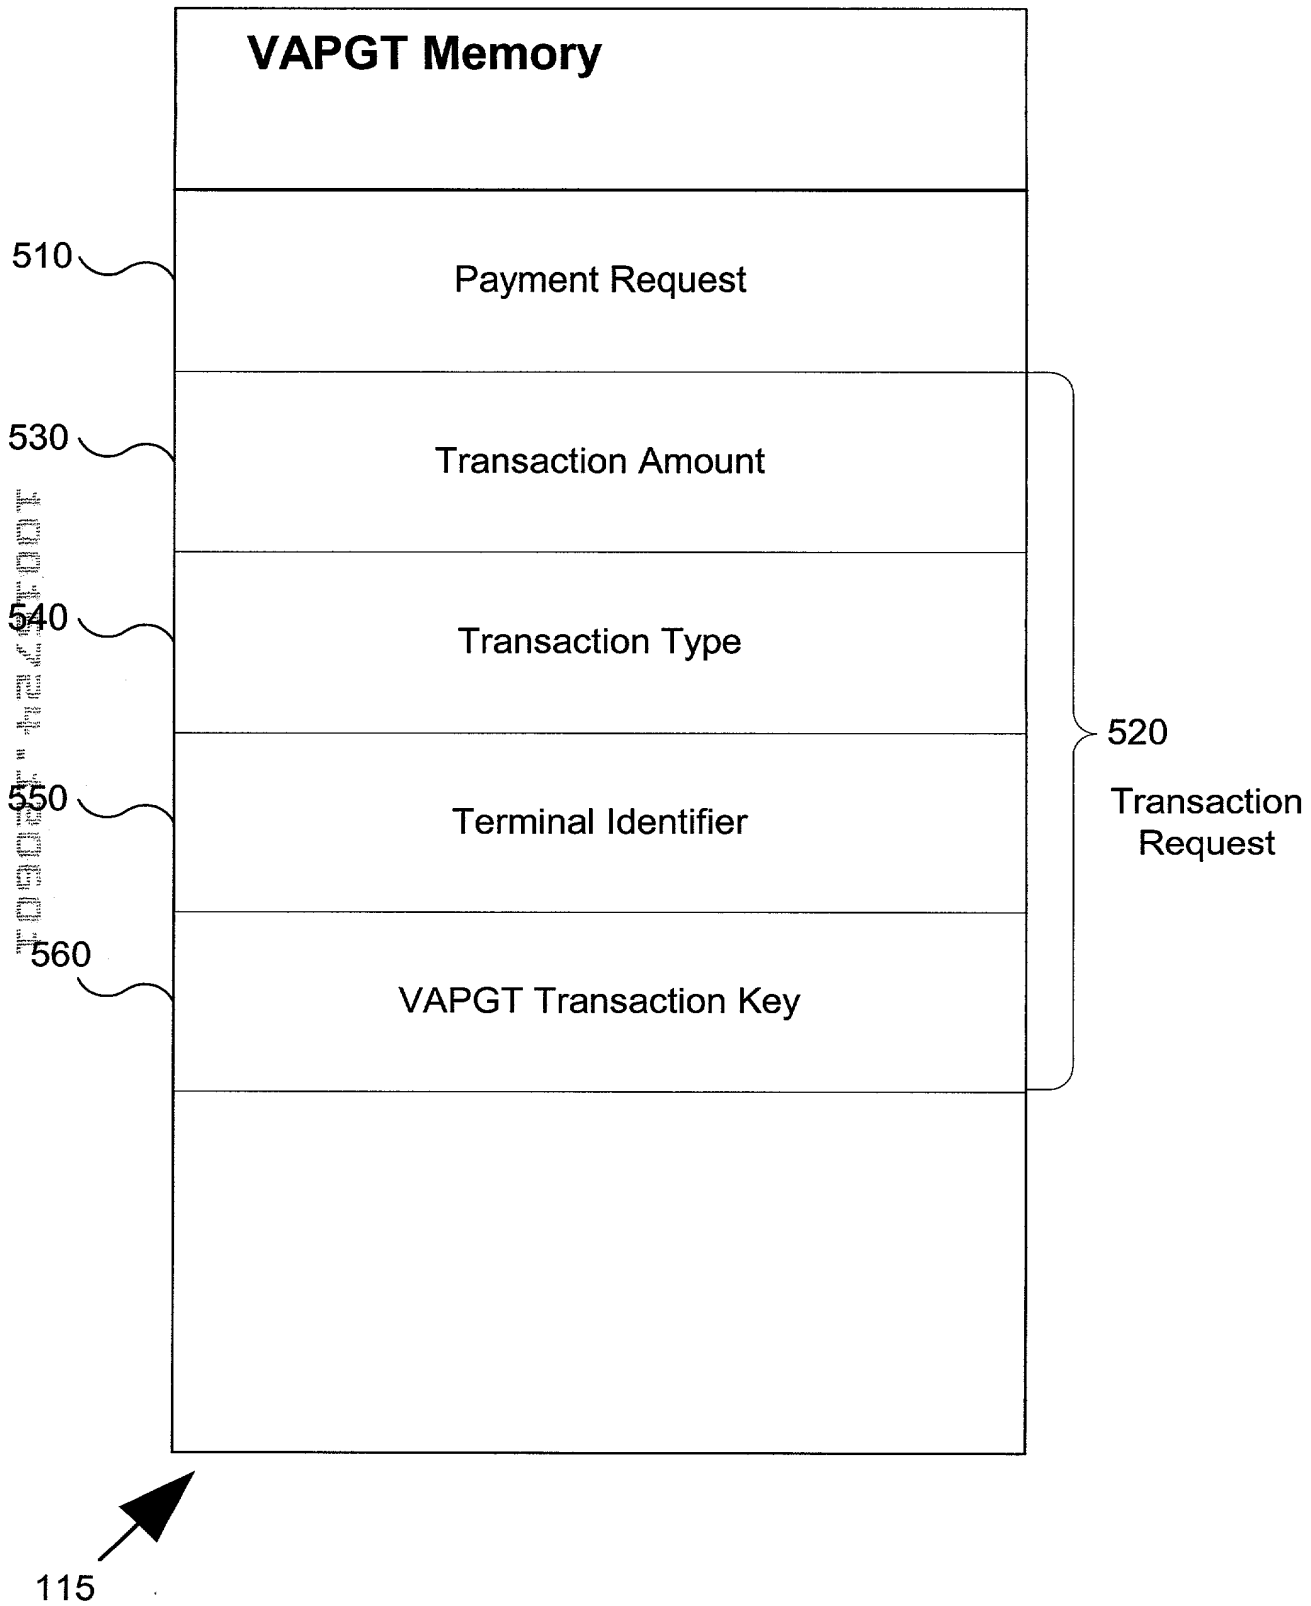 VAPGT Memory
510
Payment Request
530
Transaction Amount
540
Transaction Type
520
Transaction
Request
550
Terminal Identifier
560
VAPGT Transaction Key
115